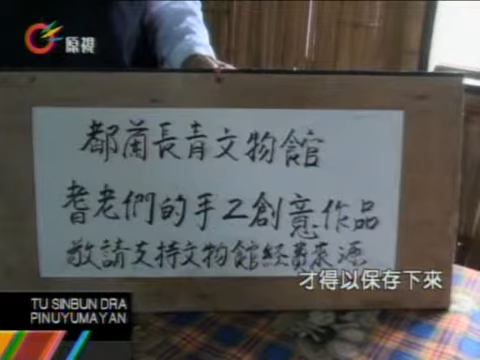 原視
都蘭長青文物館
耆老們的手工創意作品
敬請支持文物館經費來源
才得以保存下來
TU SINBUN DRA
PINUYUMAYAN